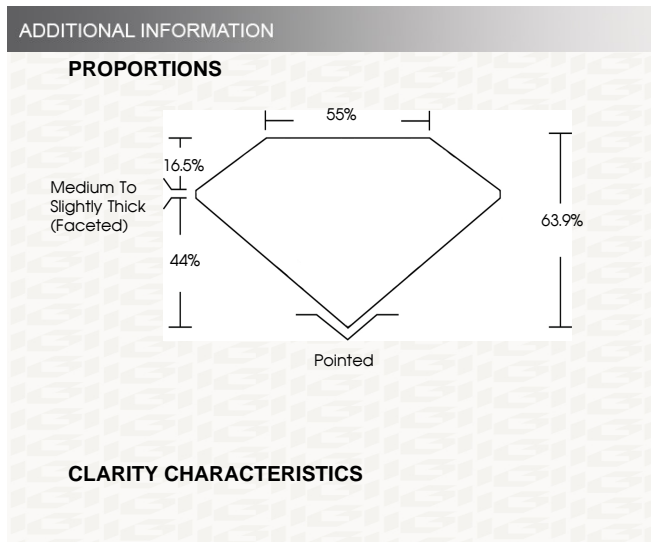 ADDITIONAL INFORMATION
PROPORTIONS
55%
16.5%
Medium To
Slightly Thick
(Faceted)
63.9%
44%
Pointed
CLARITY CHARACTERISTICS